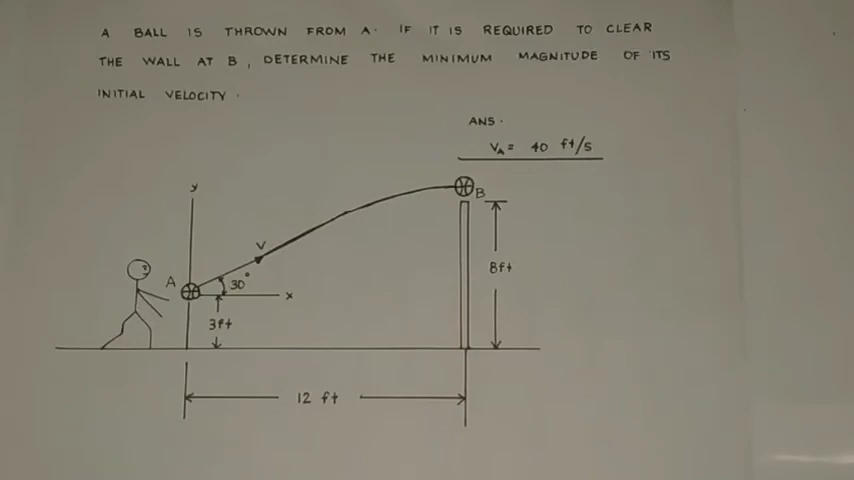 A BALL IS THROWN FROM A. IF IT IS REQUIRED TO CLEAR
THE WALL AT B, DETERMINE THE MINIMUM MAGNITUDE OF ITS
INITIAL VELOCITY.
ANS.
VA = 40 ft/s
y
B
V
A
30°
8ft
x
3ft
12 ft